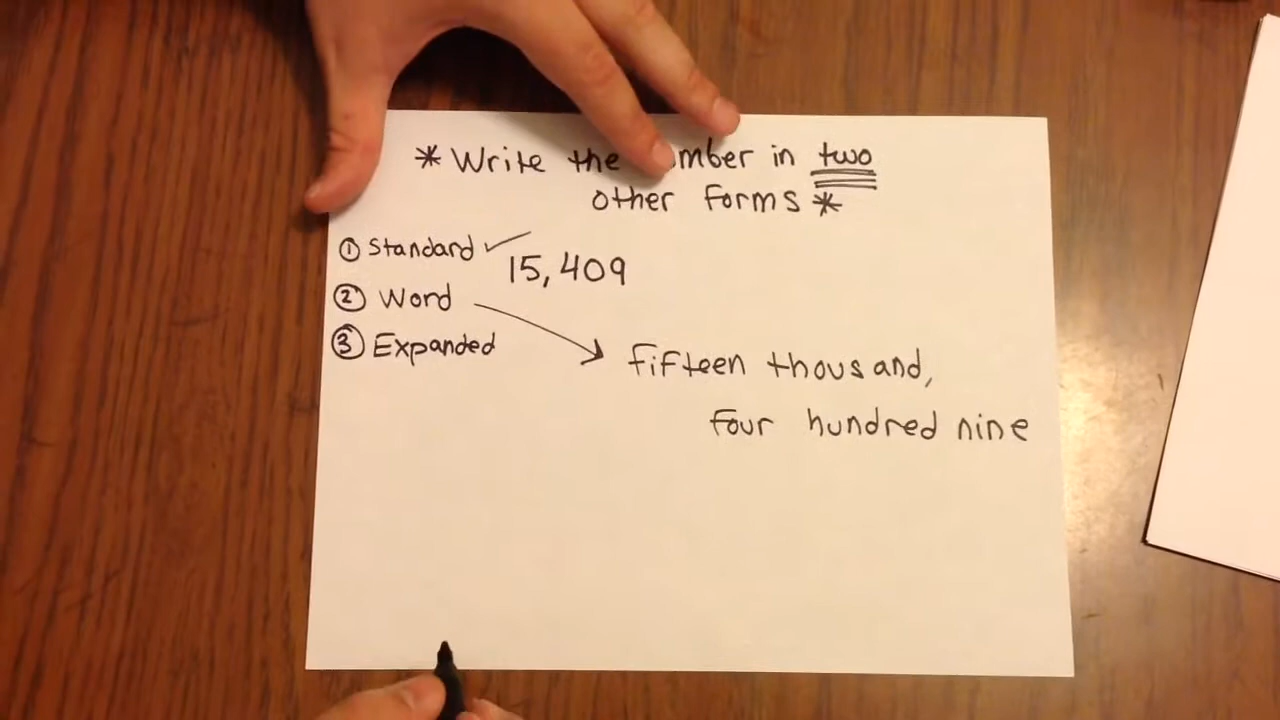 * Write the mber in two
other forms *
① Standard ✓
15,409
② Word
③ Expanded
fifteen thousand,
four hundred nine